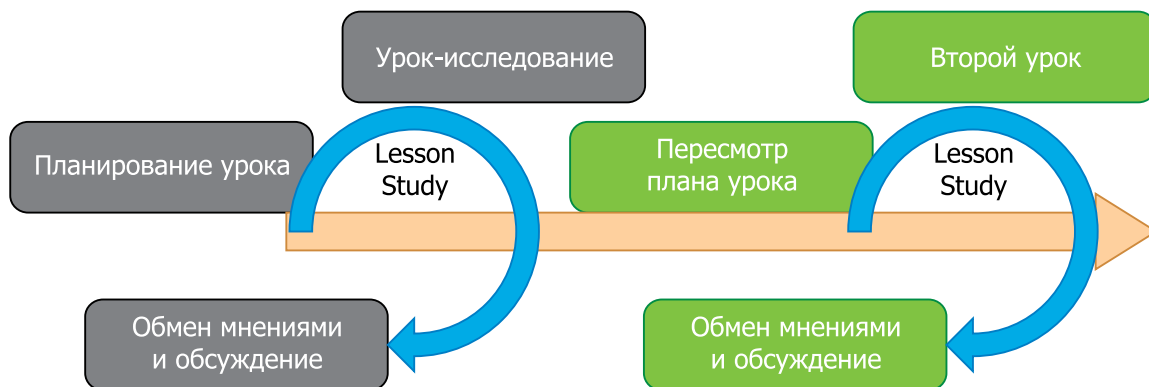 Урок-исследование
Второй урок
Планирование урока
Lesson
Study
Пересмотр
плана урока
Lesson
Study
Обмен мнениями
и обсуждение
Обмен мнениями
и обсуждение